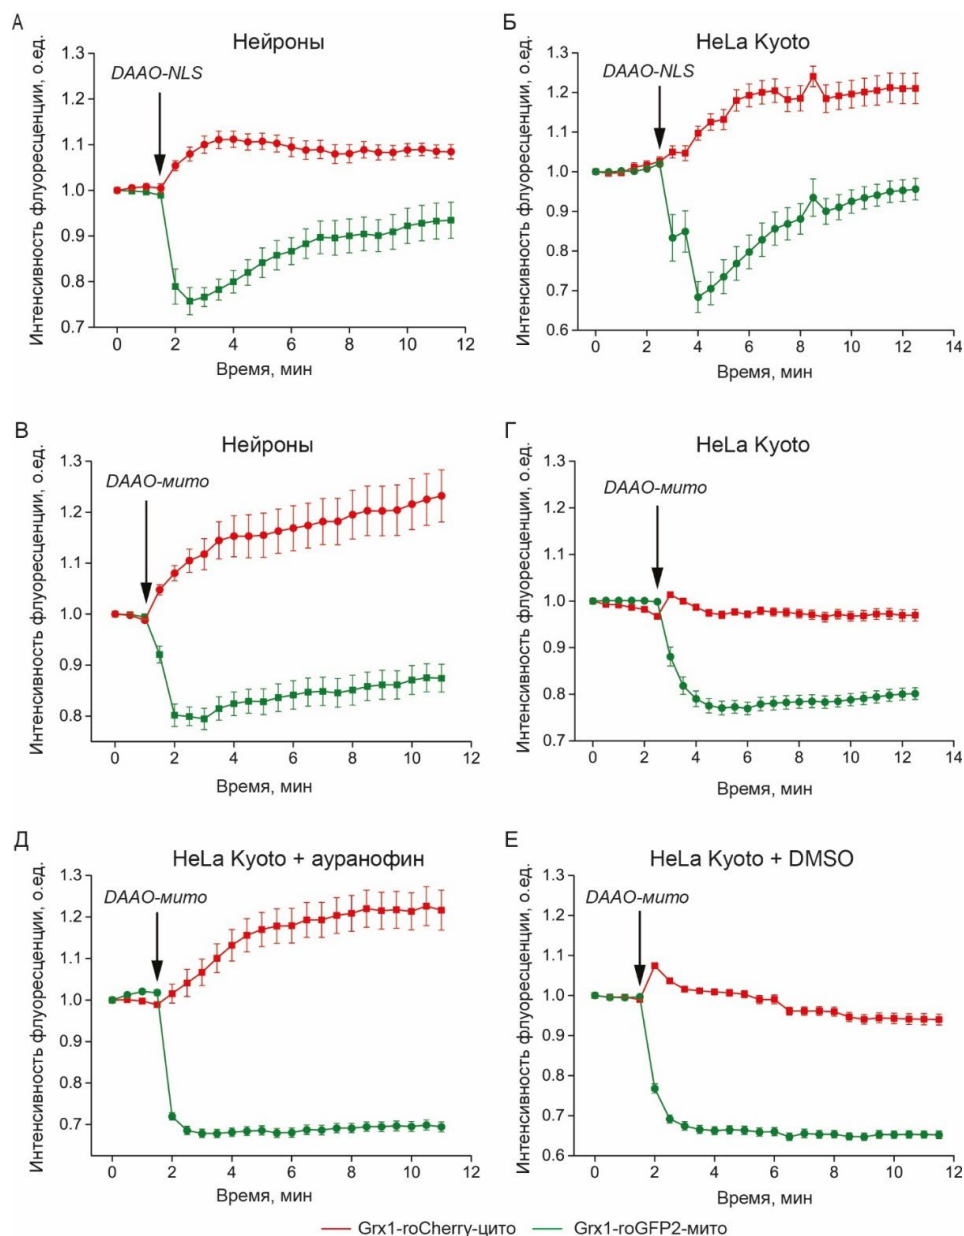 А
Нейроны
Интенсивность флуоресценции, о.ед.
1.3
1.2
1.1
1.0
0.9
0.8
0.7
DAAO-NLS
0 2 4 6 8 10 12
Время, мин
Б
HeLa Kyoto
Интенсивность флуоресценции, о.ед.
1.3
1.2
1.1
1.0
0.9
0.8
0.7
0.6
DAAO-NLS
0 2 4 6 8 10 12 14
Время, мин
В
Нейроны
Интенсивность флуоресценции, о.ед.
1.3
1.2
1.1
1.0
0.9
0.8
DAAO-мито
0 2 4 6 8 10 12
Время, мин
Г
HeLa Kyoto
Интенсивность флуоресценции, о.ед.
1.3
1.2
1.1
1.0
0.9
0.8
0.7
DAAO-мито
0 2 4 6 8 10 12 14
Время, мин
Д
HeLa Kyoto + ауранофин
Интенсивность флуоресценции, о.ед.
1.3
1.2
1.1
1.0
0.9
0.8
0.7
DAAO-мито
0 2 4 6 8 10 12
Время, мин
Е
HeLa Kyoto + DMSO
Интенсивность флуоресценции, о.ед.
1.3
1.2
1.1
1.0
0.9
0.8
0.7
0.6
DAAO-мито
0 2 4 6 8 10 12
Время, мин
Grx1-roCherry-цито Grx1-roGFP2-мито